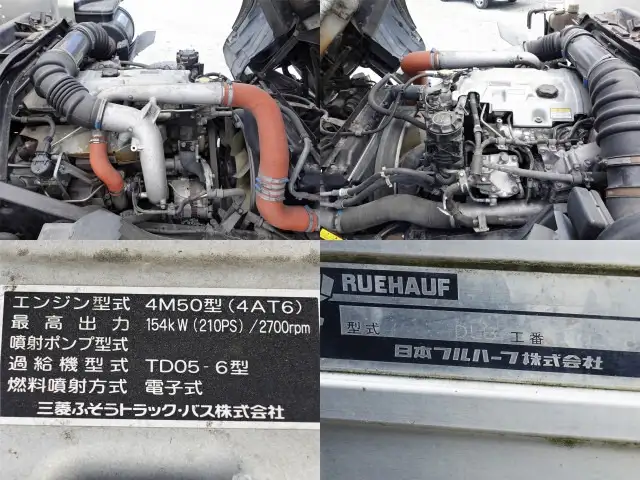 エンジン型式 4M50型(4AT6)
最高出力 154kW(210PS)/2700rpm
噴射ポンプ型式
過給機型式 TD05-6型
燃料噴射方式 電子式
三菱ふそうトラック・バス株式会社
RUEHAUF
型式 工番
日本フルハーフ株式会社